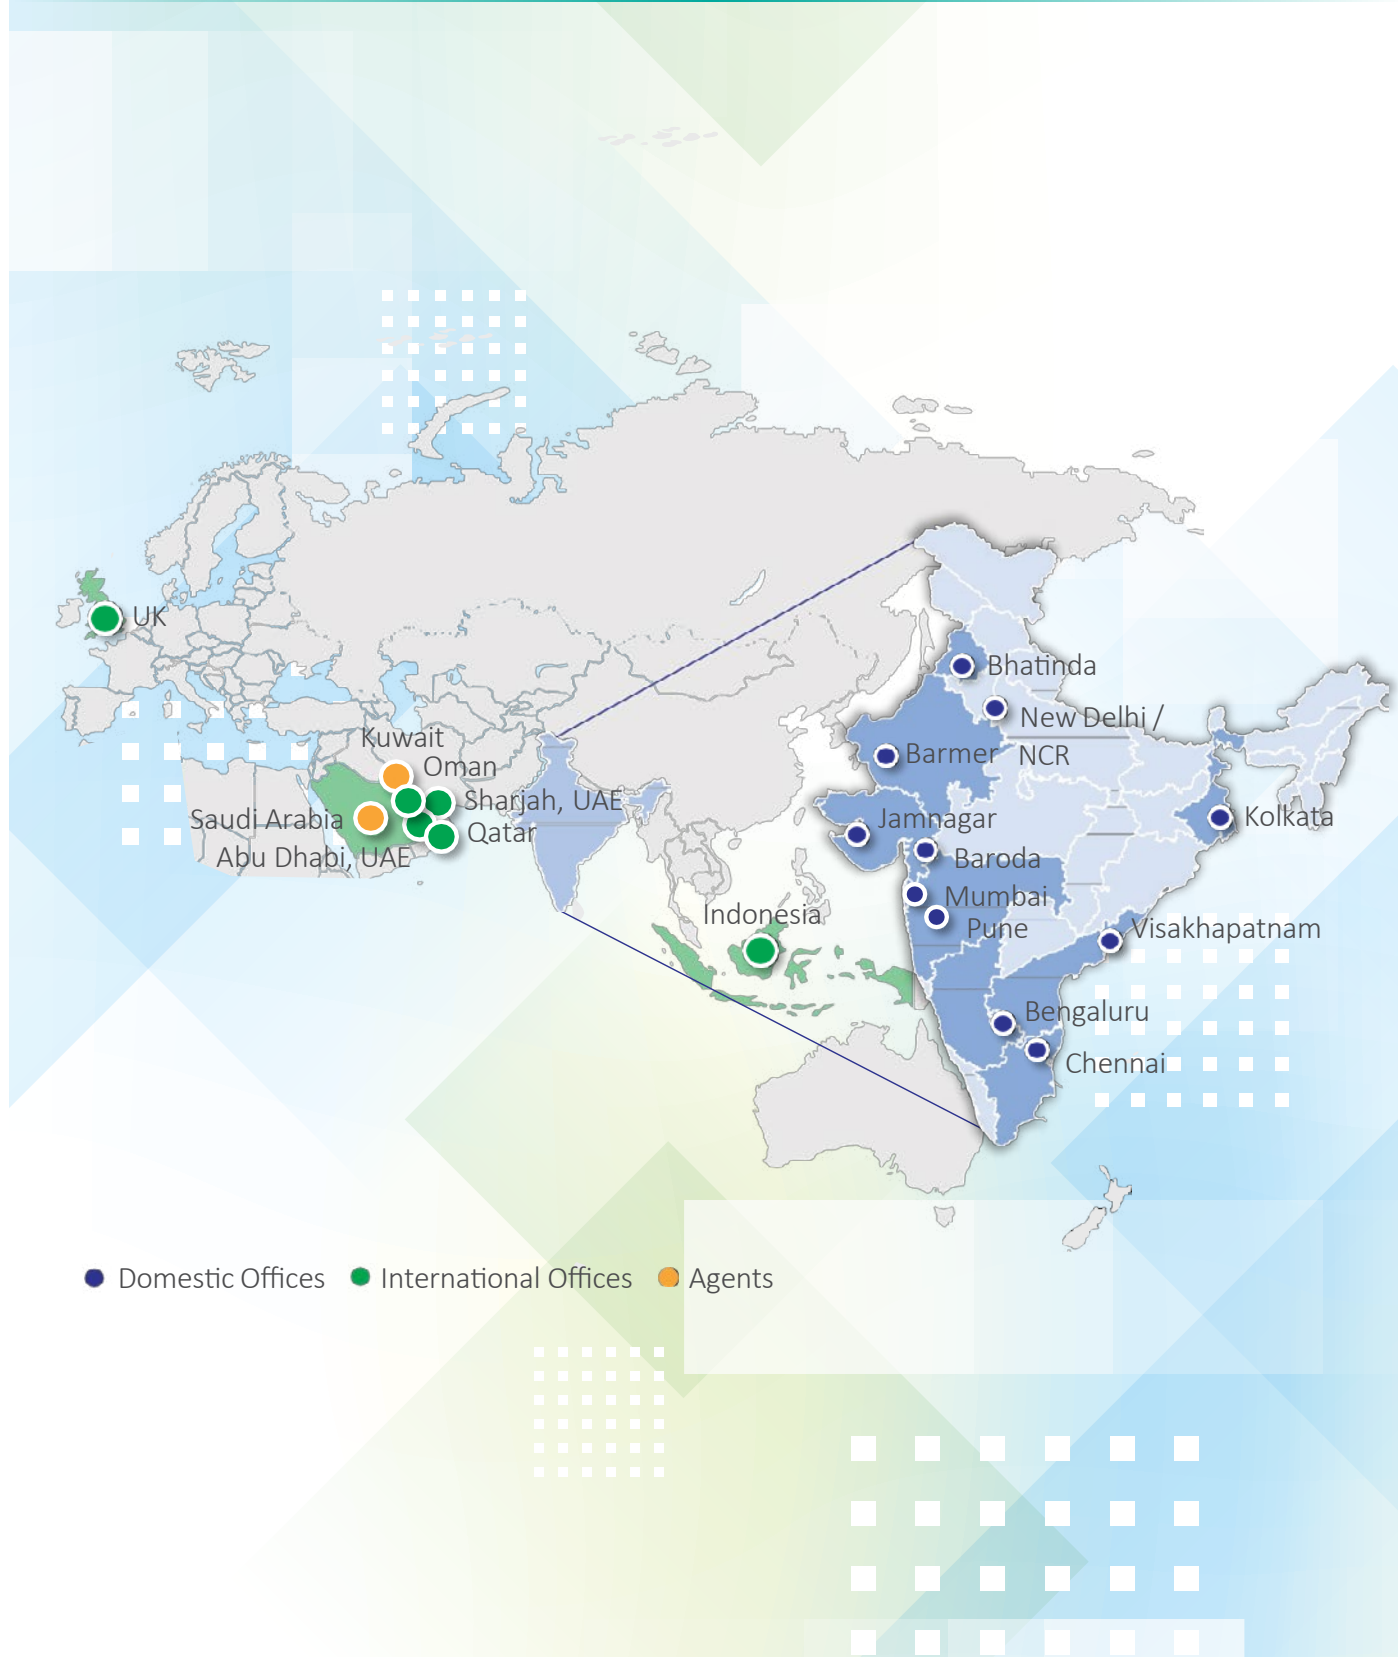 UK
Kuwait
Oman
Sharjah, UAE
Saudi Arabia
Qatar
Abu Dhabi, UAE
Indonesia
Bhatinda
New Delhi /
NCR
Barmer
Jamnagar
Kolkata
Baroda
Mumbai
Pune
Visakhapatnam
Bengaluru
Chennai
Domestic Offices
International Offices
Agents